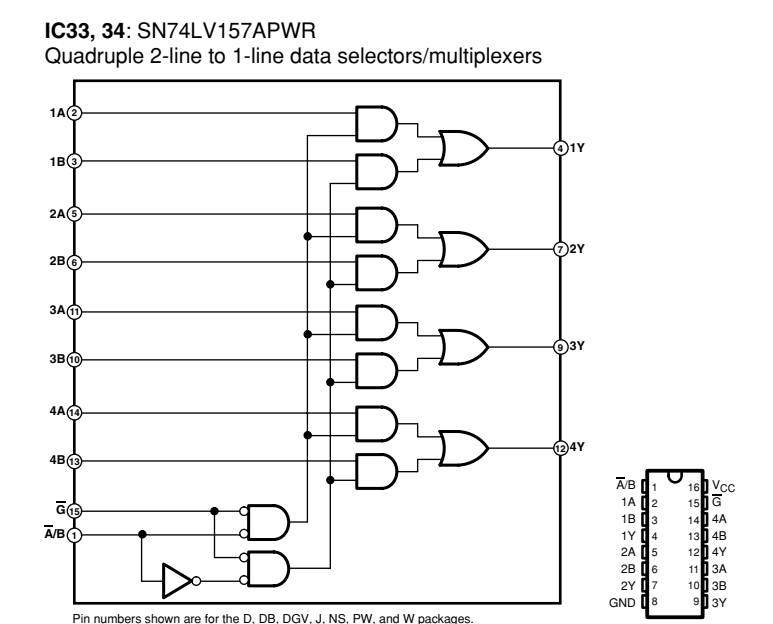 IC33, 34: SN74LV157APWR
Quadruple 2-line to 1-line data selectors/multiplexers
1A 2
1B 3
4 1Y
2A 5
2B 6
7 2Y
3A 11
3B 10
9 3Y
4A 14
4B 13
12 4Y
G̅ 15
A̅/B 1
A̅/B 1 16 VCC
1A 2 15 G̅
1B 3 14 4A
1Y 4 13 4B
2A 5 12 4Y
2B 6 11 3A
2Y 7 10 3B
GND 8 9 3Y
Pin numbers shown are for the D, DB, DGV, J, NS, PW, and W packages.